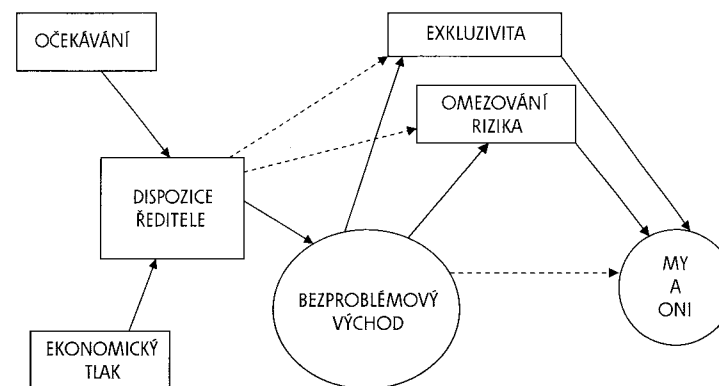 OČEKÁVÁNÍ
EXKLUZIVITA
OMEZOVÁNÍ
RIZIKA
DISPOZICE
ŘEDITELE
BEZPROBLÉMOVÝ
VÝCHOD
MY
A
ONI
EKONOMICKÝ
TLAK